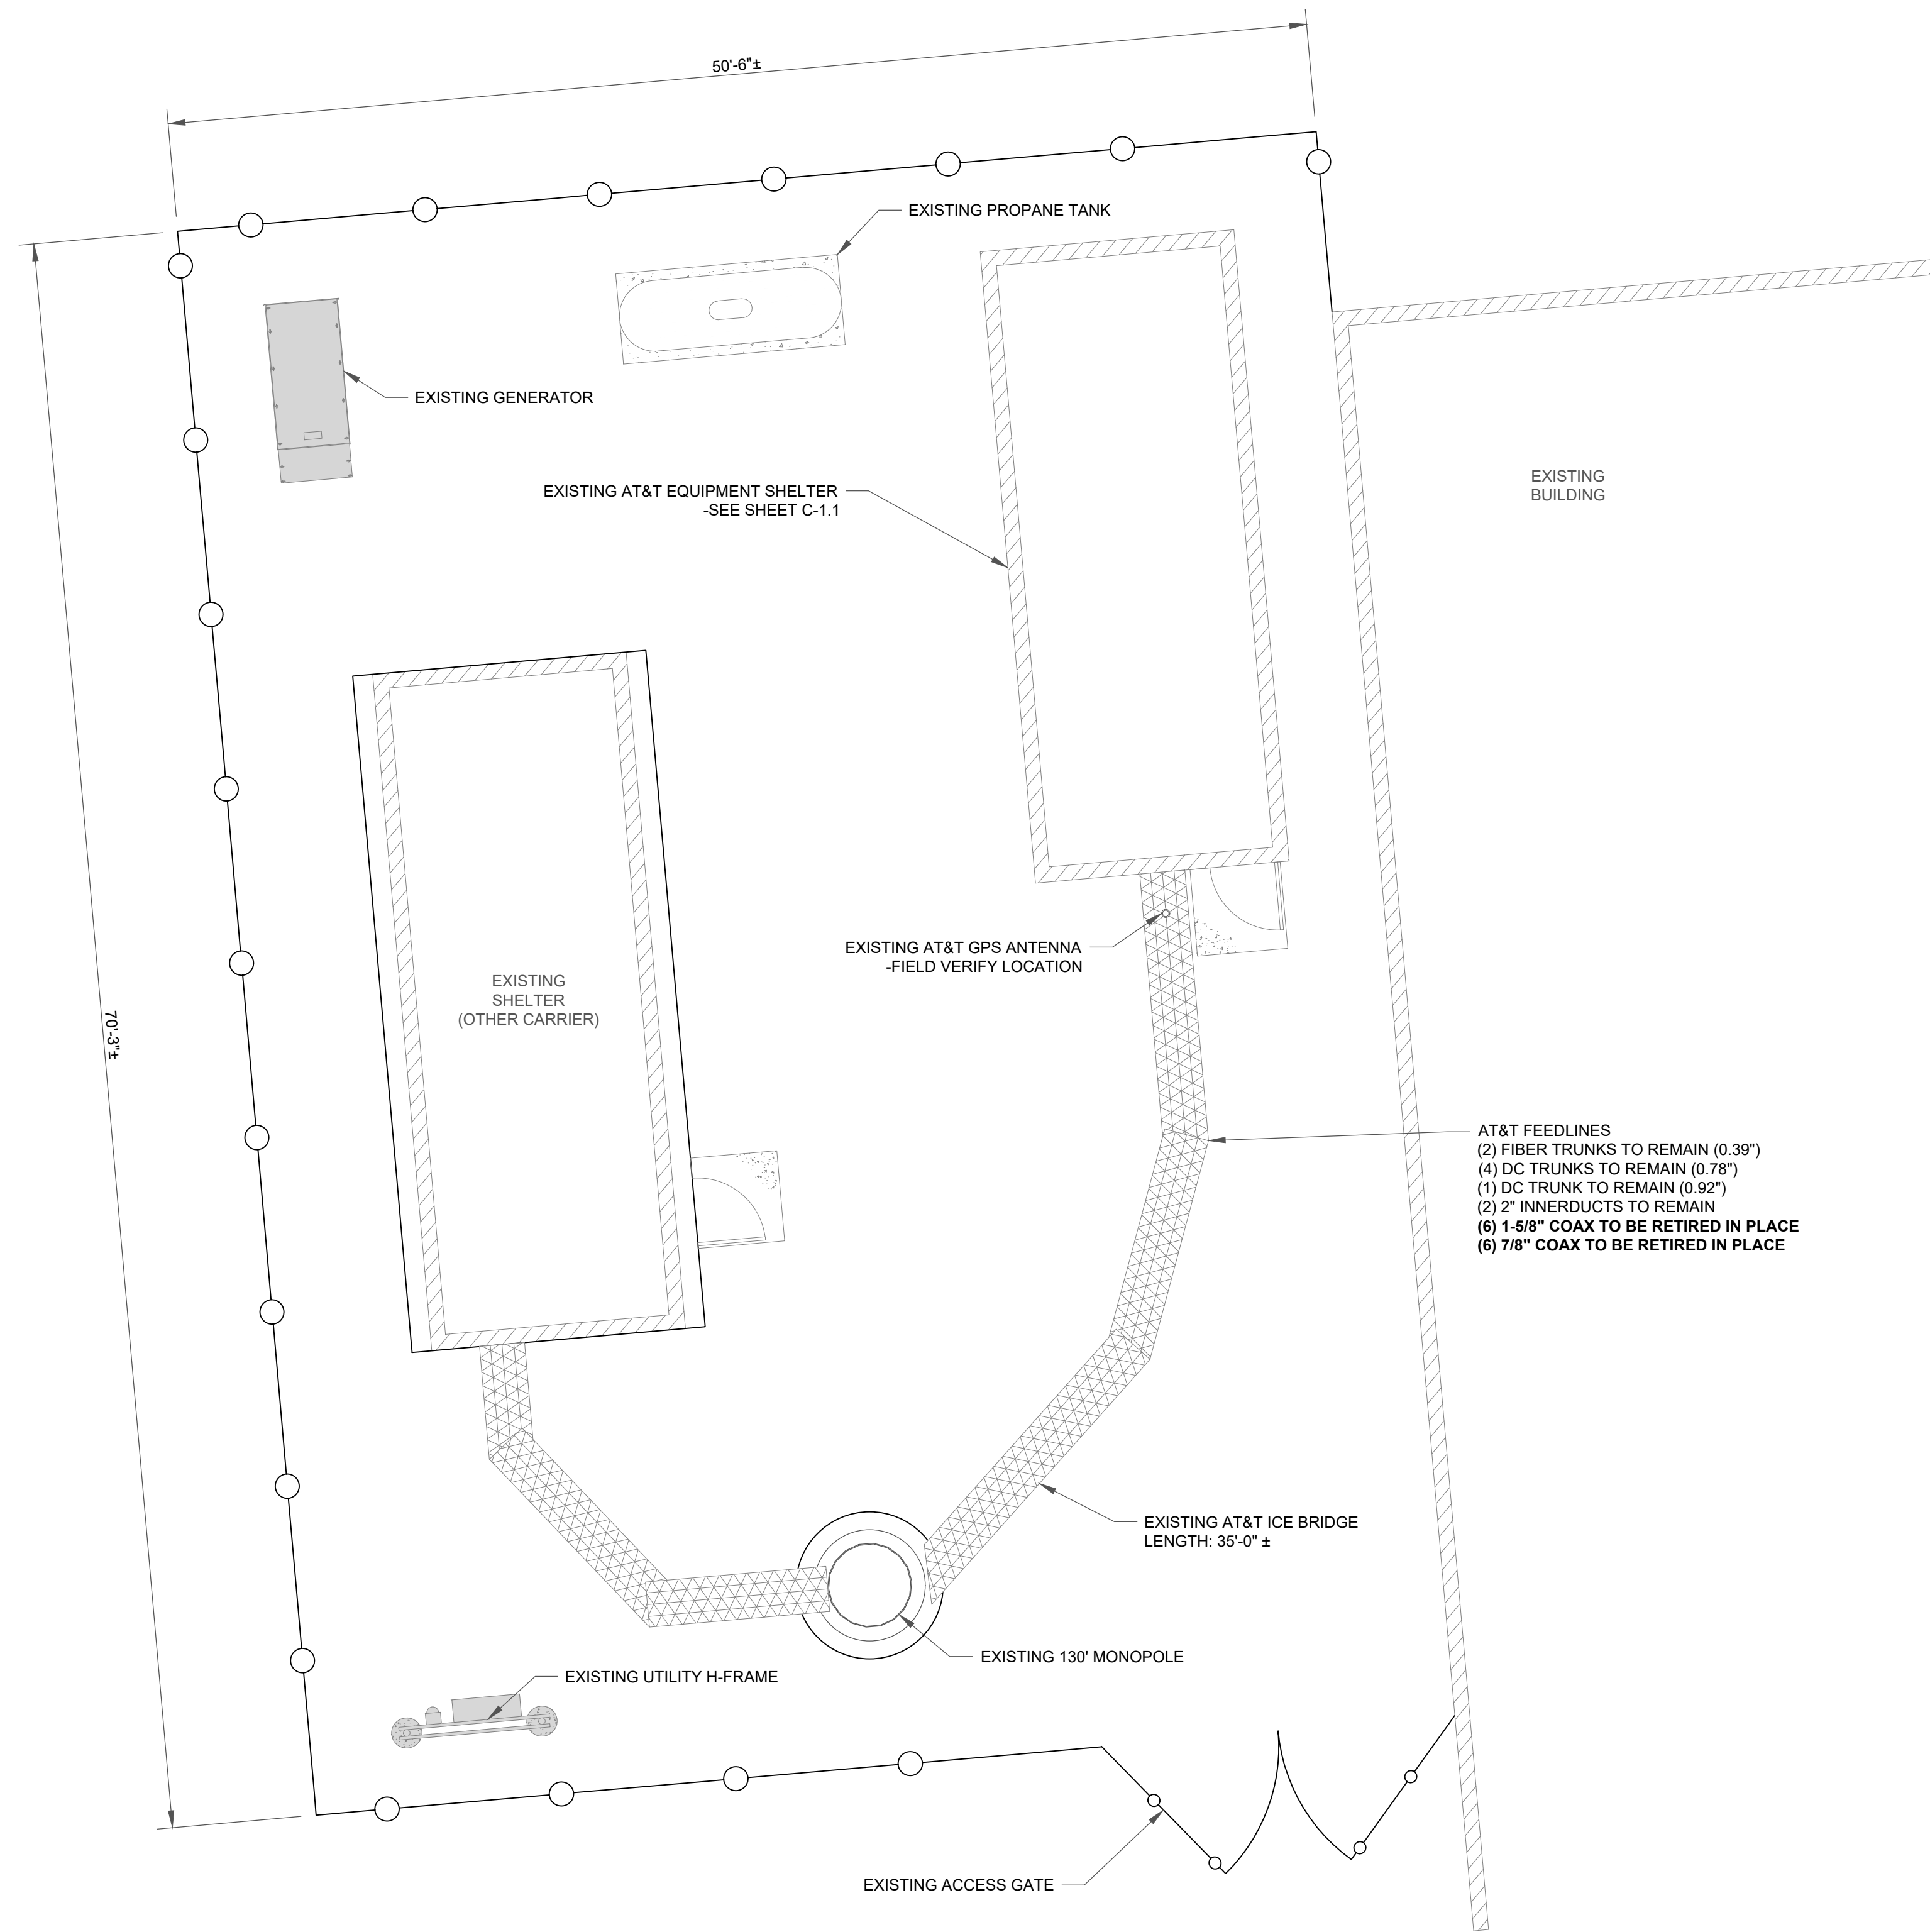 50'-6"±
EXISTING PROPANE TANK
EXISTING GENERATOR
EXISTING AT&T EQUIPMENT SHELTER
-SEE SHEET C-1.1
EXISTING
BUILDING
EXISTING AT&T GPS ANTENNA
-FIELD VERIFY LOCATION
EXISTING
SHELTER
(OTHER CARRIER)
70'-3"±
AT&T FEEDLINES
(2) FIBER TRUNKS TO REMAIN (0.39")
(4) DC TRUNKS TO REMAIN (0.78")
(1) DC TRUNK TO REMAIN (0.92")
(2) 2" INNERDUCTS TO REMAIN
(6) 1-5/8" COAX TO BE RETIRED IN PLACE
(6) 7/8" COAX TO BE RETIRED IN PLACE
EXISTING AT&T ICE BRIDGE
LENGTH: 35'-0" ±
EXISTING 130' MONOPOLE
EXISTING UTILITY H-FRAME
EXISTING ACCESS GATE